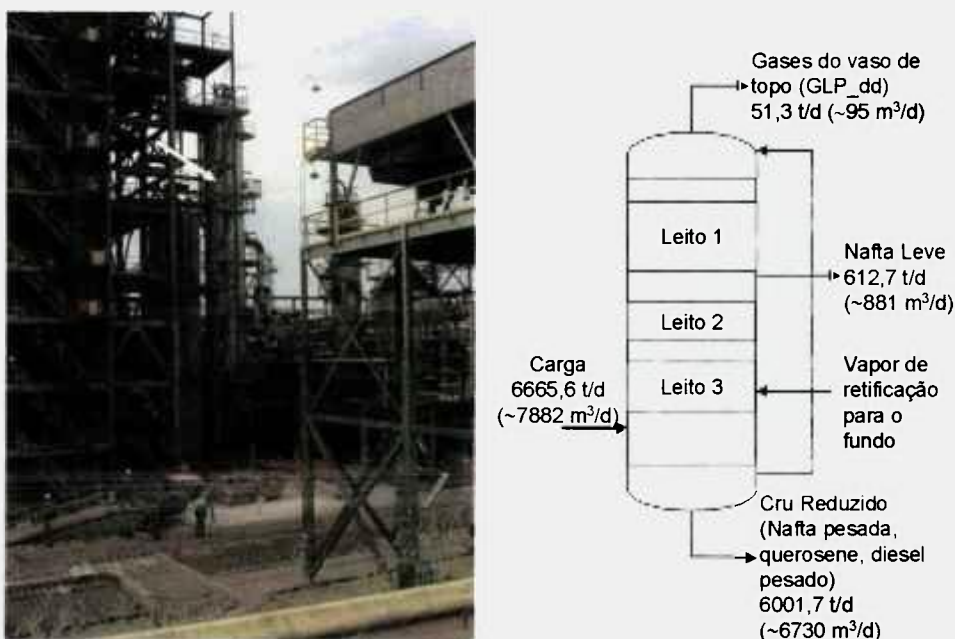 Gases do vaso de
topo (GLP_dd)
51,3 t/d (~95 m³/d)
Leito 1
Nafta Leve
612,7 t/d
(~881 m³/d)
Leito 2
Carga
6665,6 t/d
(~7882 m³/d)
Leito 3
Vapor de
retificação
para o
fundo
Cru Reduzido
(Nafta pesada,
querosene, diesel
pesado)
6001,7 t/d
(~6730 m³/d)